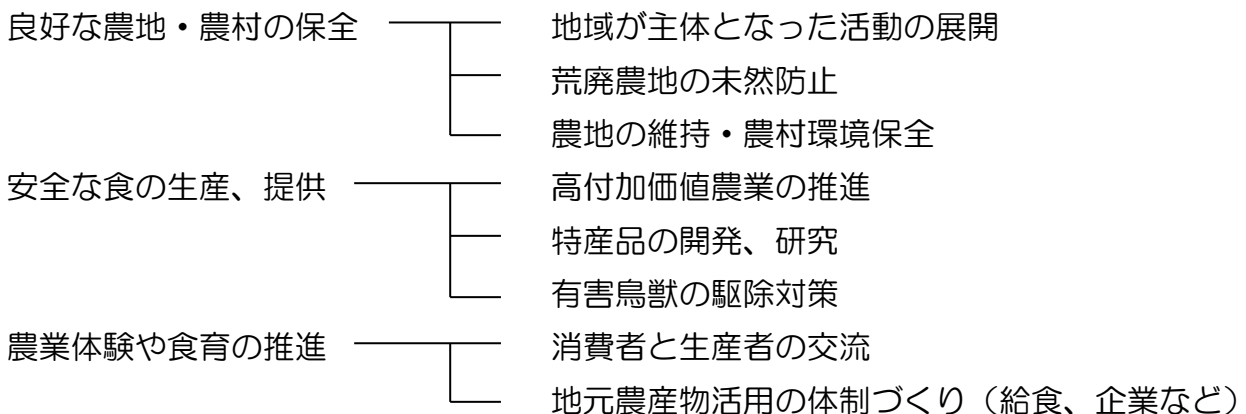 良好な農地・農村の保全 地域が主体となった活動の展開
荒廃農地の未然防止
農地の維持・農村環境保全
安全な食の生産、提供 高付加価値農業の推進
特産品の開発、研究
有害鳥獣の駆除対策
農業体験や食育の推進 消費者と生産者の交流
地元農産物活用の体制づくり（給食、企業など）